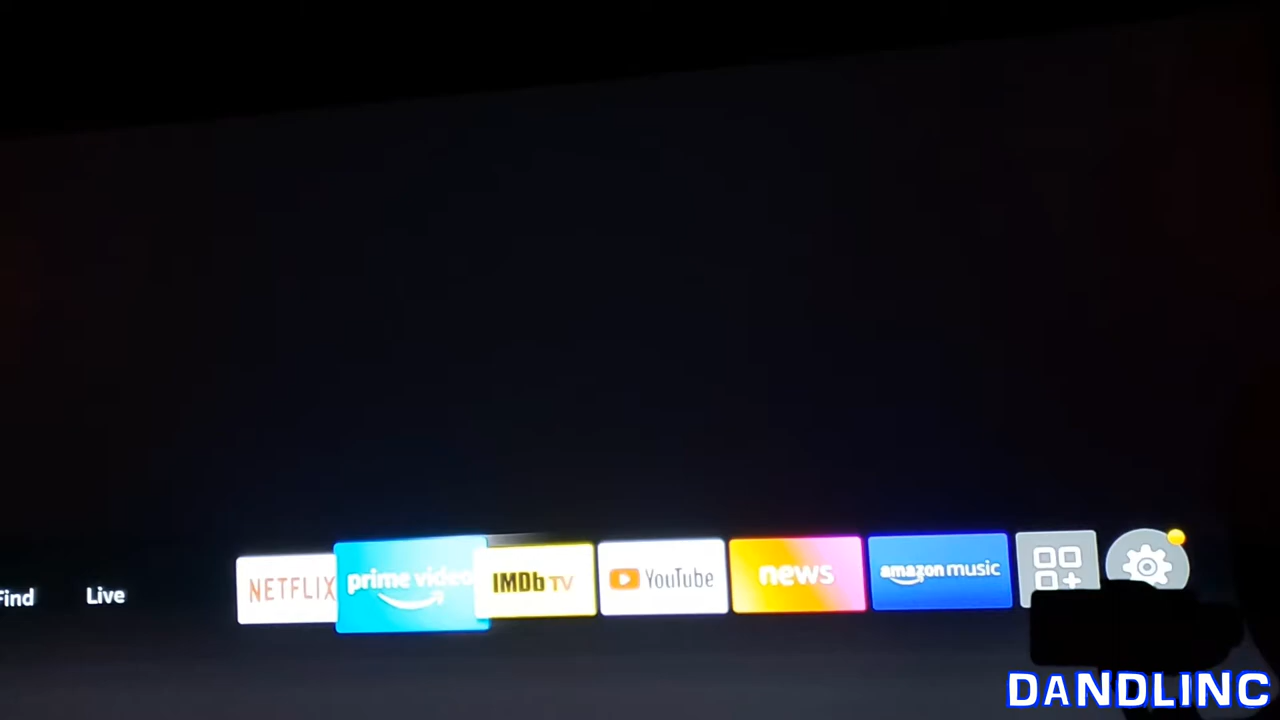 Find
Live
NETFLIX
prime video
IMDb TV
YouTube
news
amazon music
DANDLINC